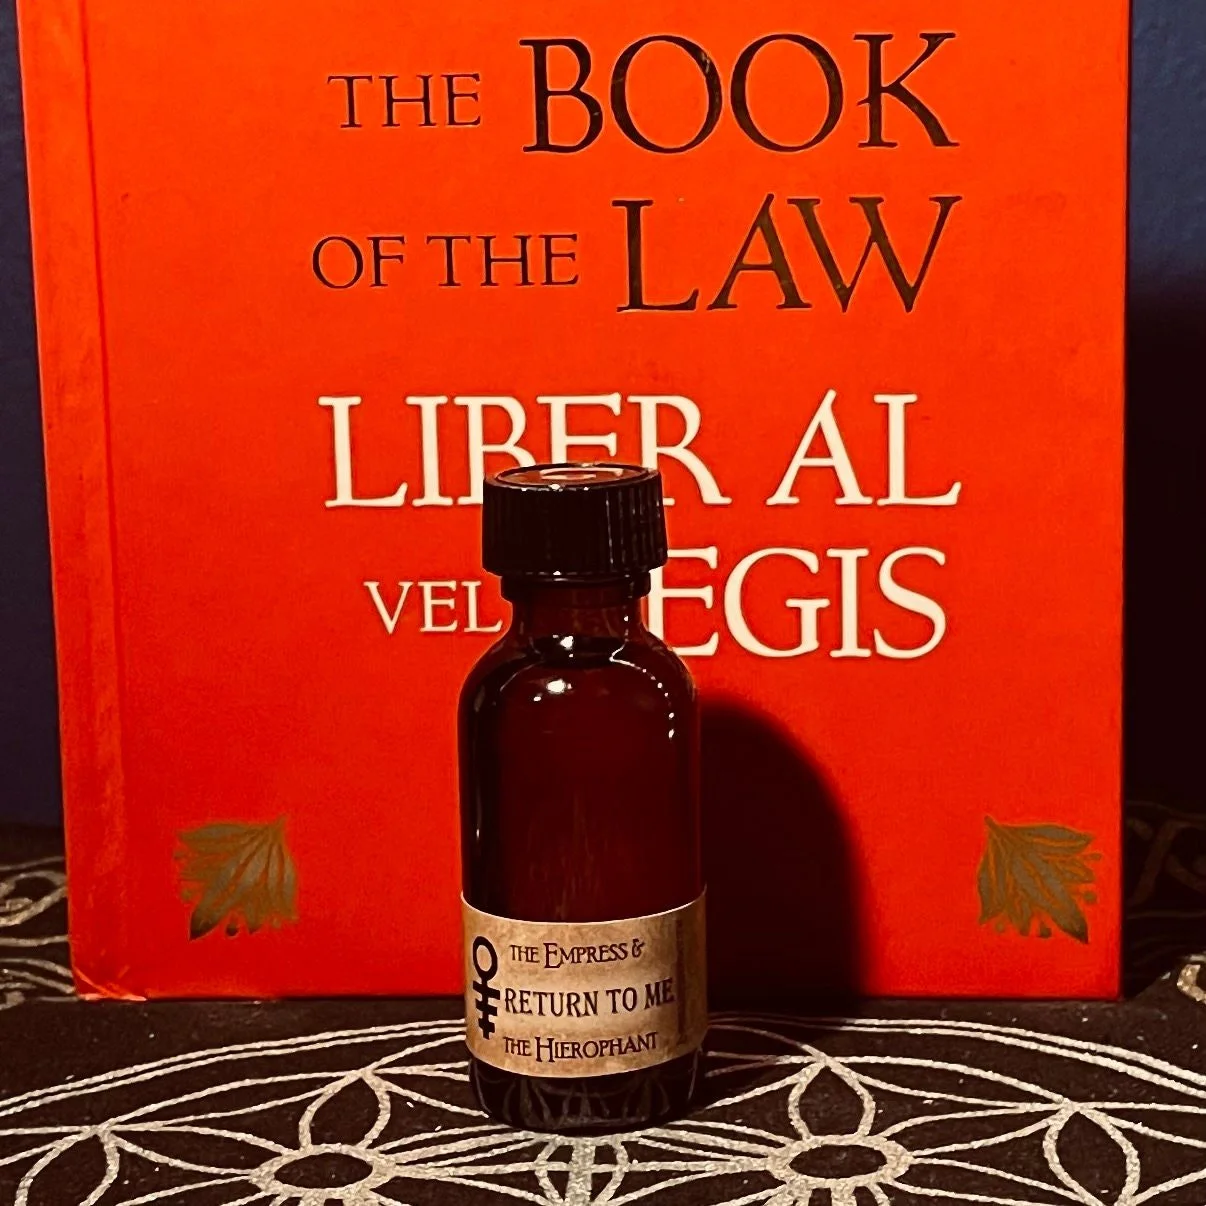 THE BOOK
OF THE LAW
LIBER AL
VEL EGIS
THE EMPRESS &
RETURN TO ME
THE HIEROPHANT